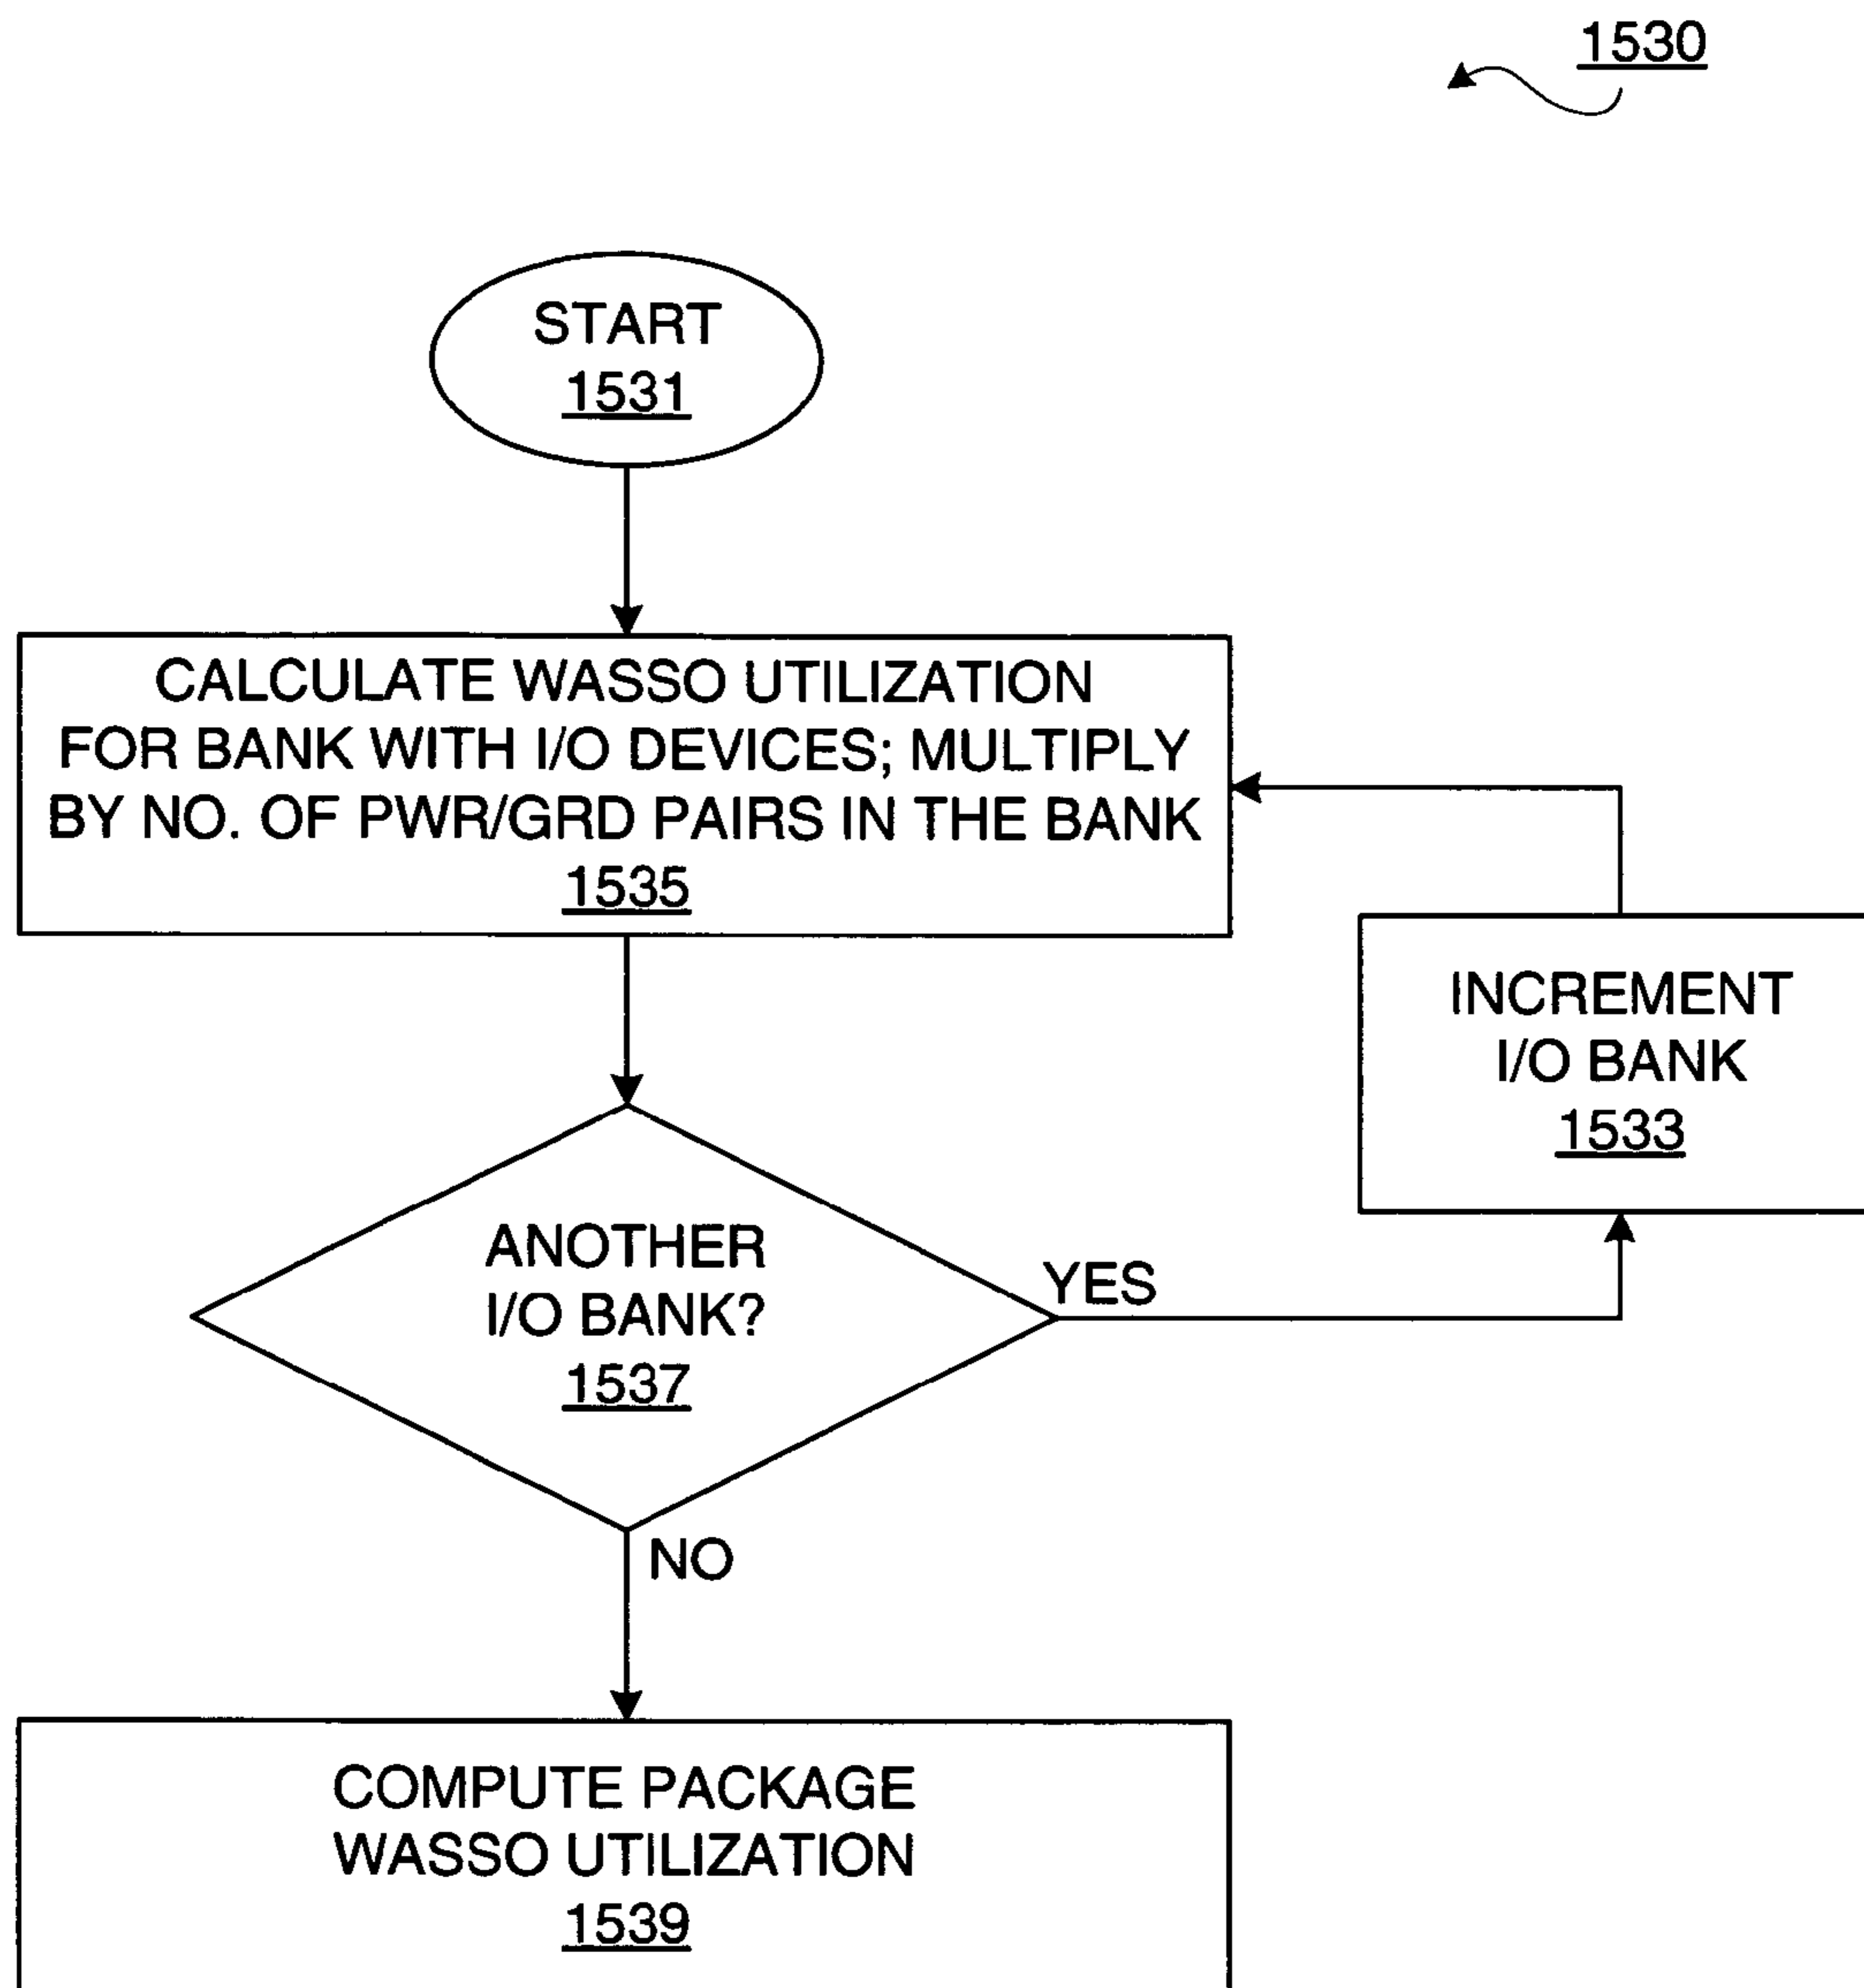 1530
START
1531
CALCULATE WASSO UTILIZATION
FOR BANK WITH I/O DEVICES; MULTIPLY
BY NO. OF PWR/GRD PAIRS IN THE BANK
1535
INCREMENT
I/O BANK
1533
ANOTHER
I/O BANK?
1537
YES
NO
COMPUTE PACKAGE
WASSO UTILIZATION
1539